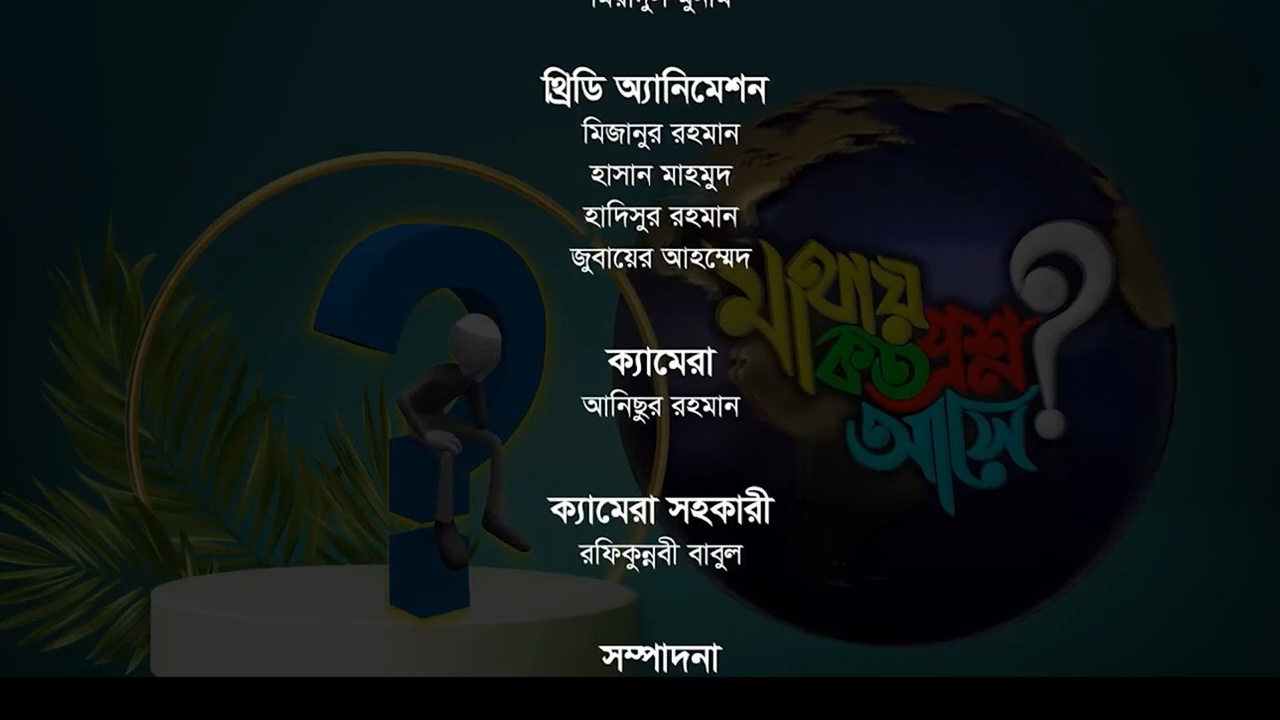 থ্রিডি অ্যানিমেশন
মিজানুর রহমান
হাসান মাহমুদ
হাদিসুর রহমান
জুবায়ের আহম্মেদ
ক্যামেরা
আনিছুর রহমান
ক্যামেরা সহকারী
রফিকুন্নবী বাবুল
সম্পাদনা
মাথায়
কত প্রশ্ন
আসে ?